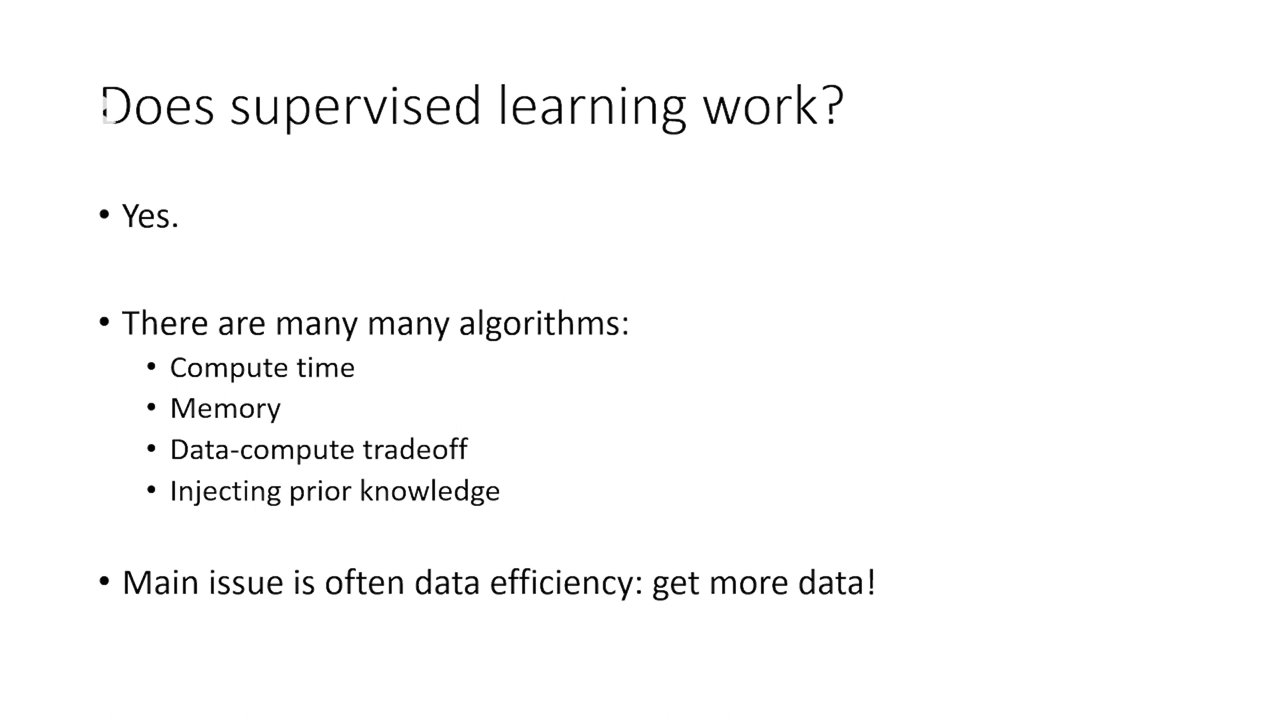 Does supervised learning work?
• Yes.
• There are many many algorithms:
• Compute time
• Memory
• Data-compute tradeoff
• Injecting prior knowledge
• Main issue is often data efficiency: get more data!